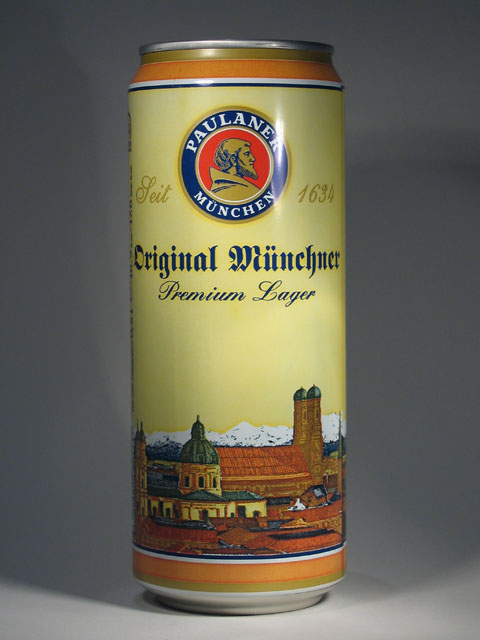 PAULANER
MÜNCHEN
Seit 1634
Original Münchner
Premium Lager